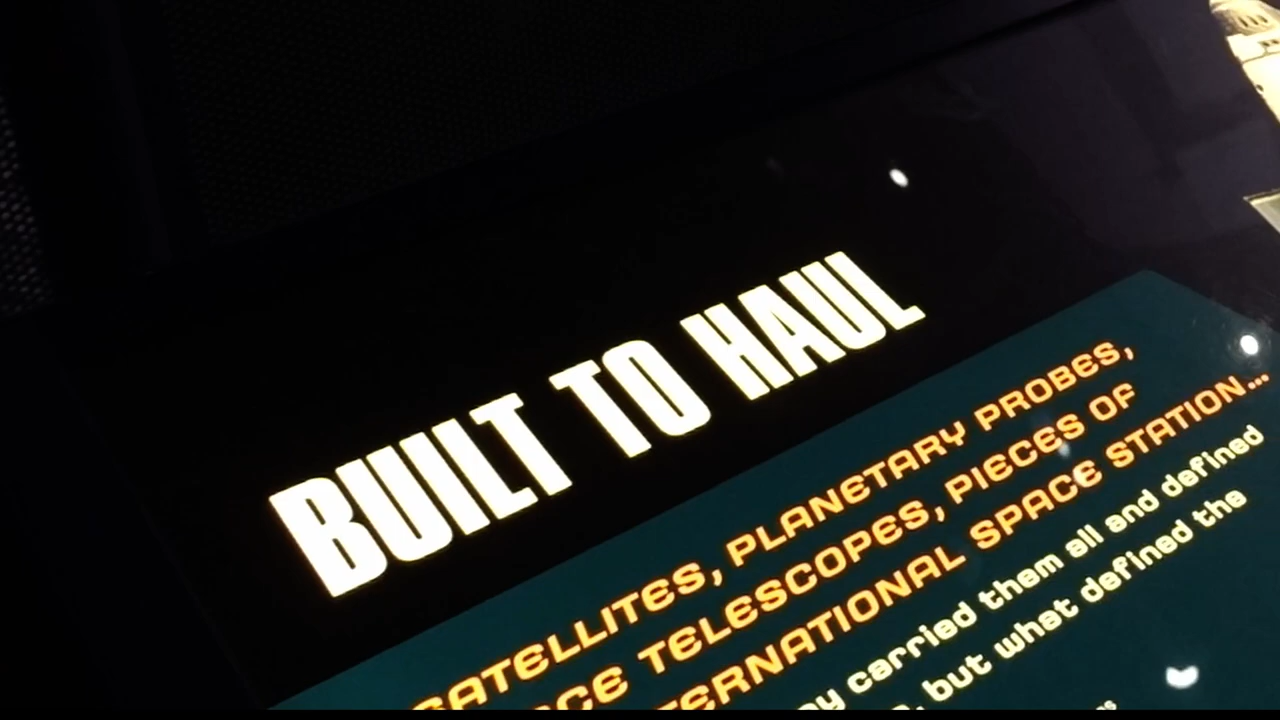 BUILT TO HAUL
SATELLITES, PLANETARY PROBES,
TELESCOPES, PIECES OF
INTERNATIONAL SPACE STATION...
carried them all and defined
, but what defined the